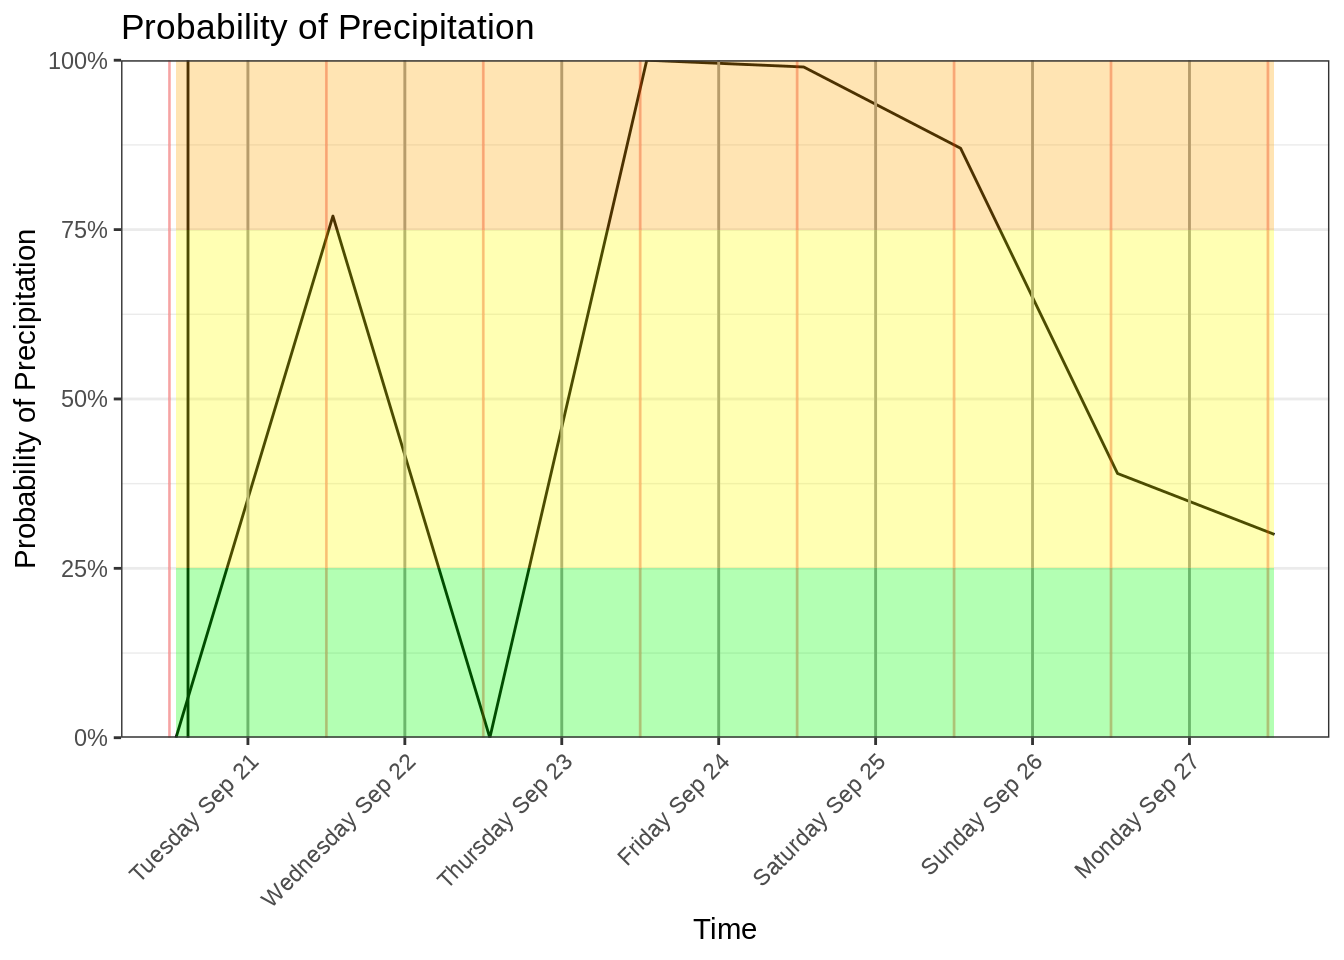 Probability of Precipitation
Probability of Precipitation
100%
75%
50%
25%
0%
Tuesday Sep 21
Wednesday Sep 22
Thursday Sep 23
Friday Sep 24
Saturday Sep 25
Sunday Sep 26
Monday Sep 27
Time